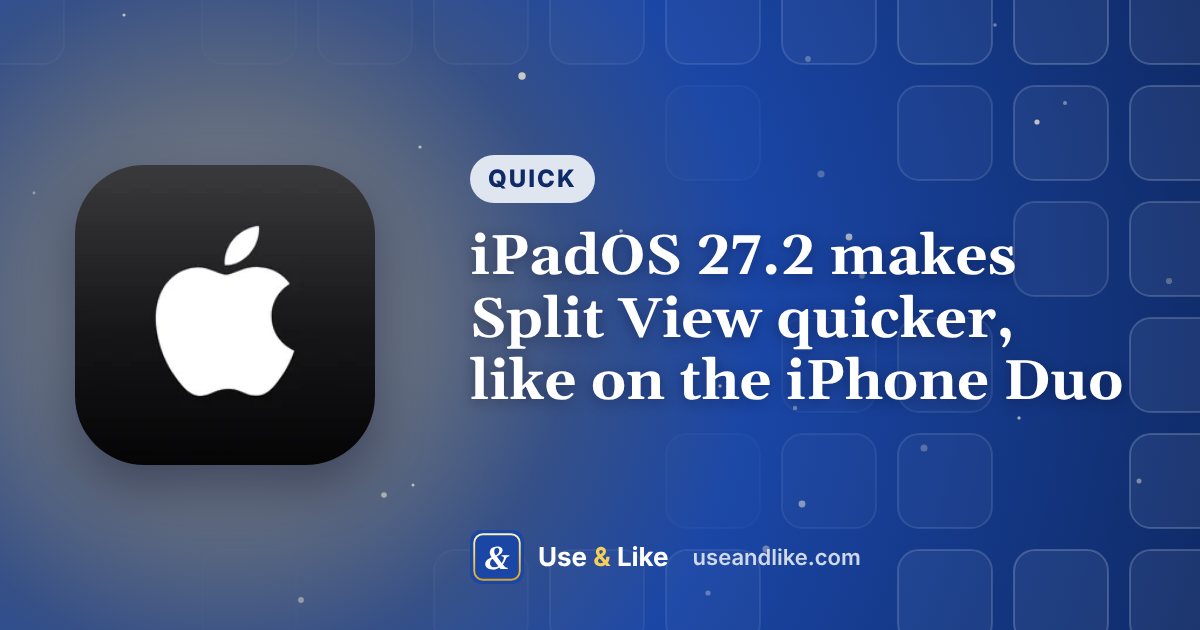 QUICK
iPadOS 27.2 makes
Split View quicker,
like on the iPhone Duo
& Use & Like useandlike.com